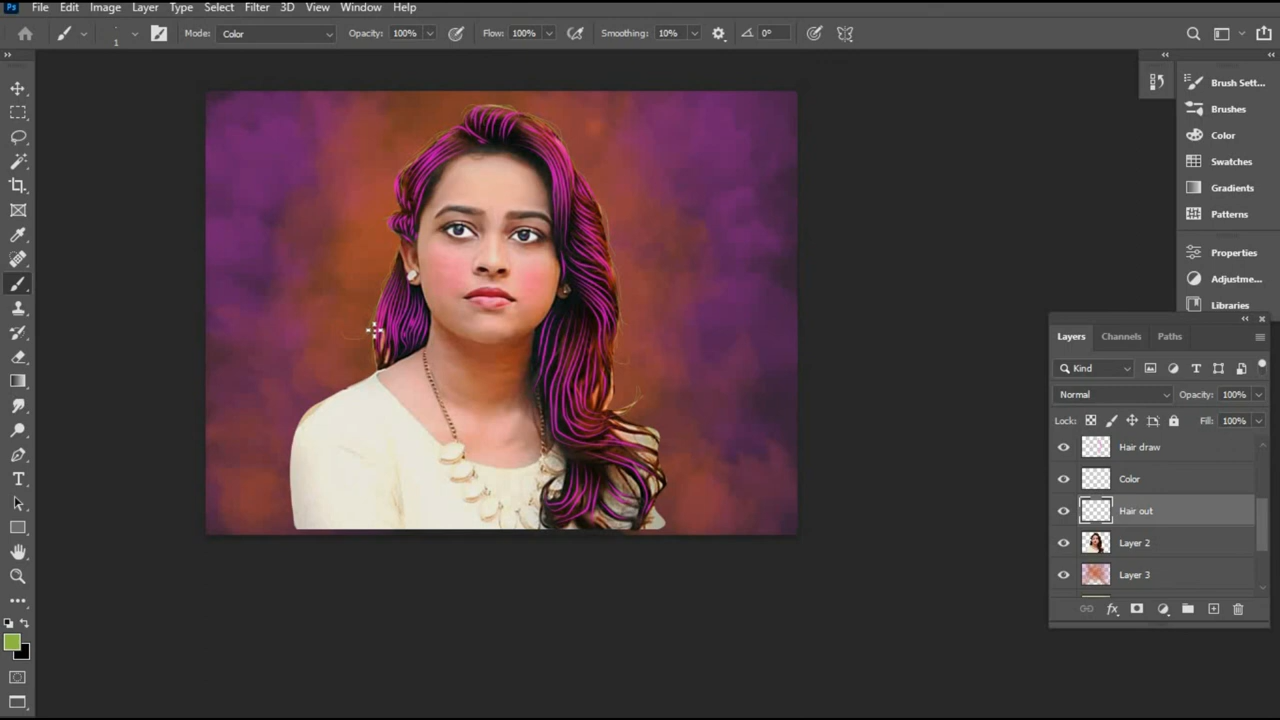 Ps File Edit Image Layer Type Select Filter 3D View Window Help
1 Mode: Color Opacity: 100% Flow: 100% Smoothing: 10% 0°
Brush Sett...
Brushes
Color
Swatches
Gradients
Patterns
Properties
Adjustme...
Libraries
Layers Channels Paths
Kind
Normal Opacity: 100%
Lock: Fill: 100%
Hair draw
Color
Hair out
Layer 2
Layer 3
fx